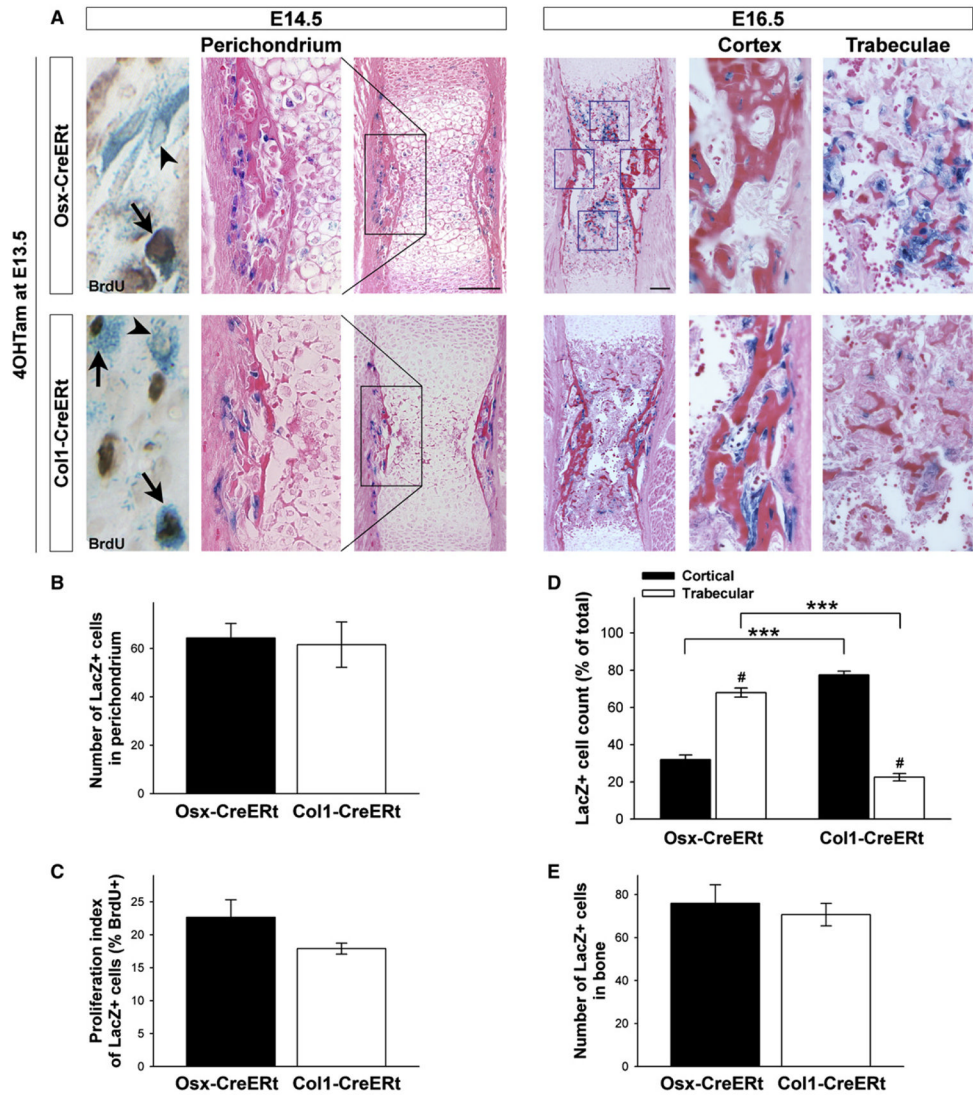 A
E14.5
E16.5
Perichondrium
Cortex
Trabeculae
4OHTam at E13.5
Osx-CreERt
BrdU
Col1-CreERt
BrdU
B
Number of LacZ+ cells
in perichondrium
60
40
20
0
Osx-CreERt
Col1-CreERt
D
Cortical
Trabecular
LacZ+ cell count (% of total)
100
80
60
40
20
0
***
***
#
#
Osx-CreERt
Col1-CreERt
C
Proliferation index
of LacZ+ cells (% BrdU+)
25
20
15
10
5
0
Osx-CreERt
Col1-CreERt
E
Number of LacZ+ cells
in bone
80
60
40
20
0
Osx-CreERt
Col1-CreERt